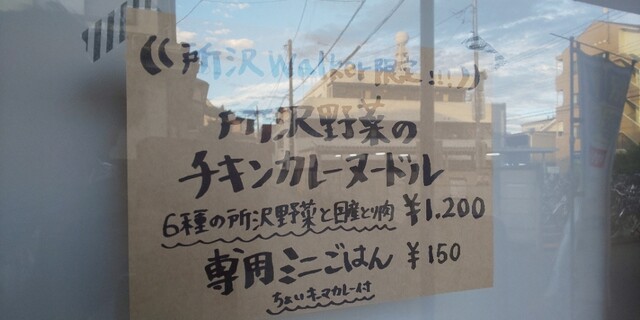 所沢Walker限定!!!
所沢野菜の
チキンカレーヌードル
6種の所沢野菜と国産とり肉 ¥1,200
専用ミニごはん ¥150
ちょいキーマカレー付